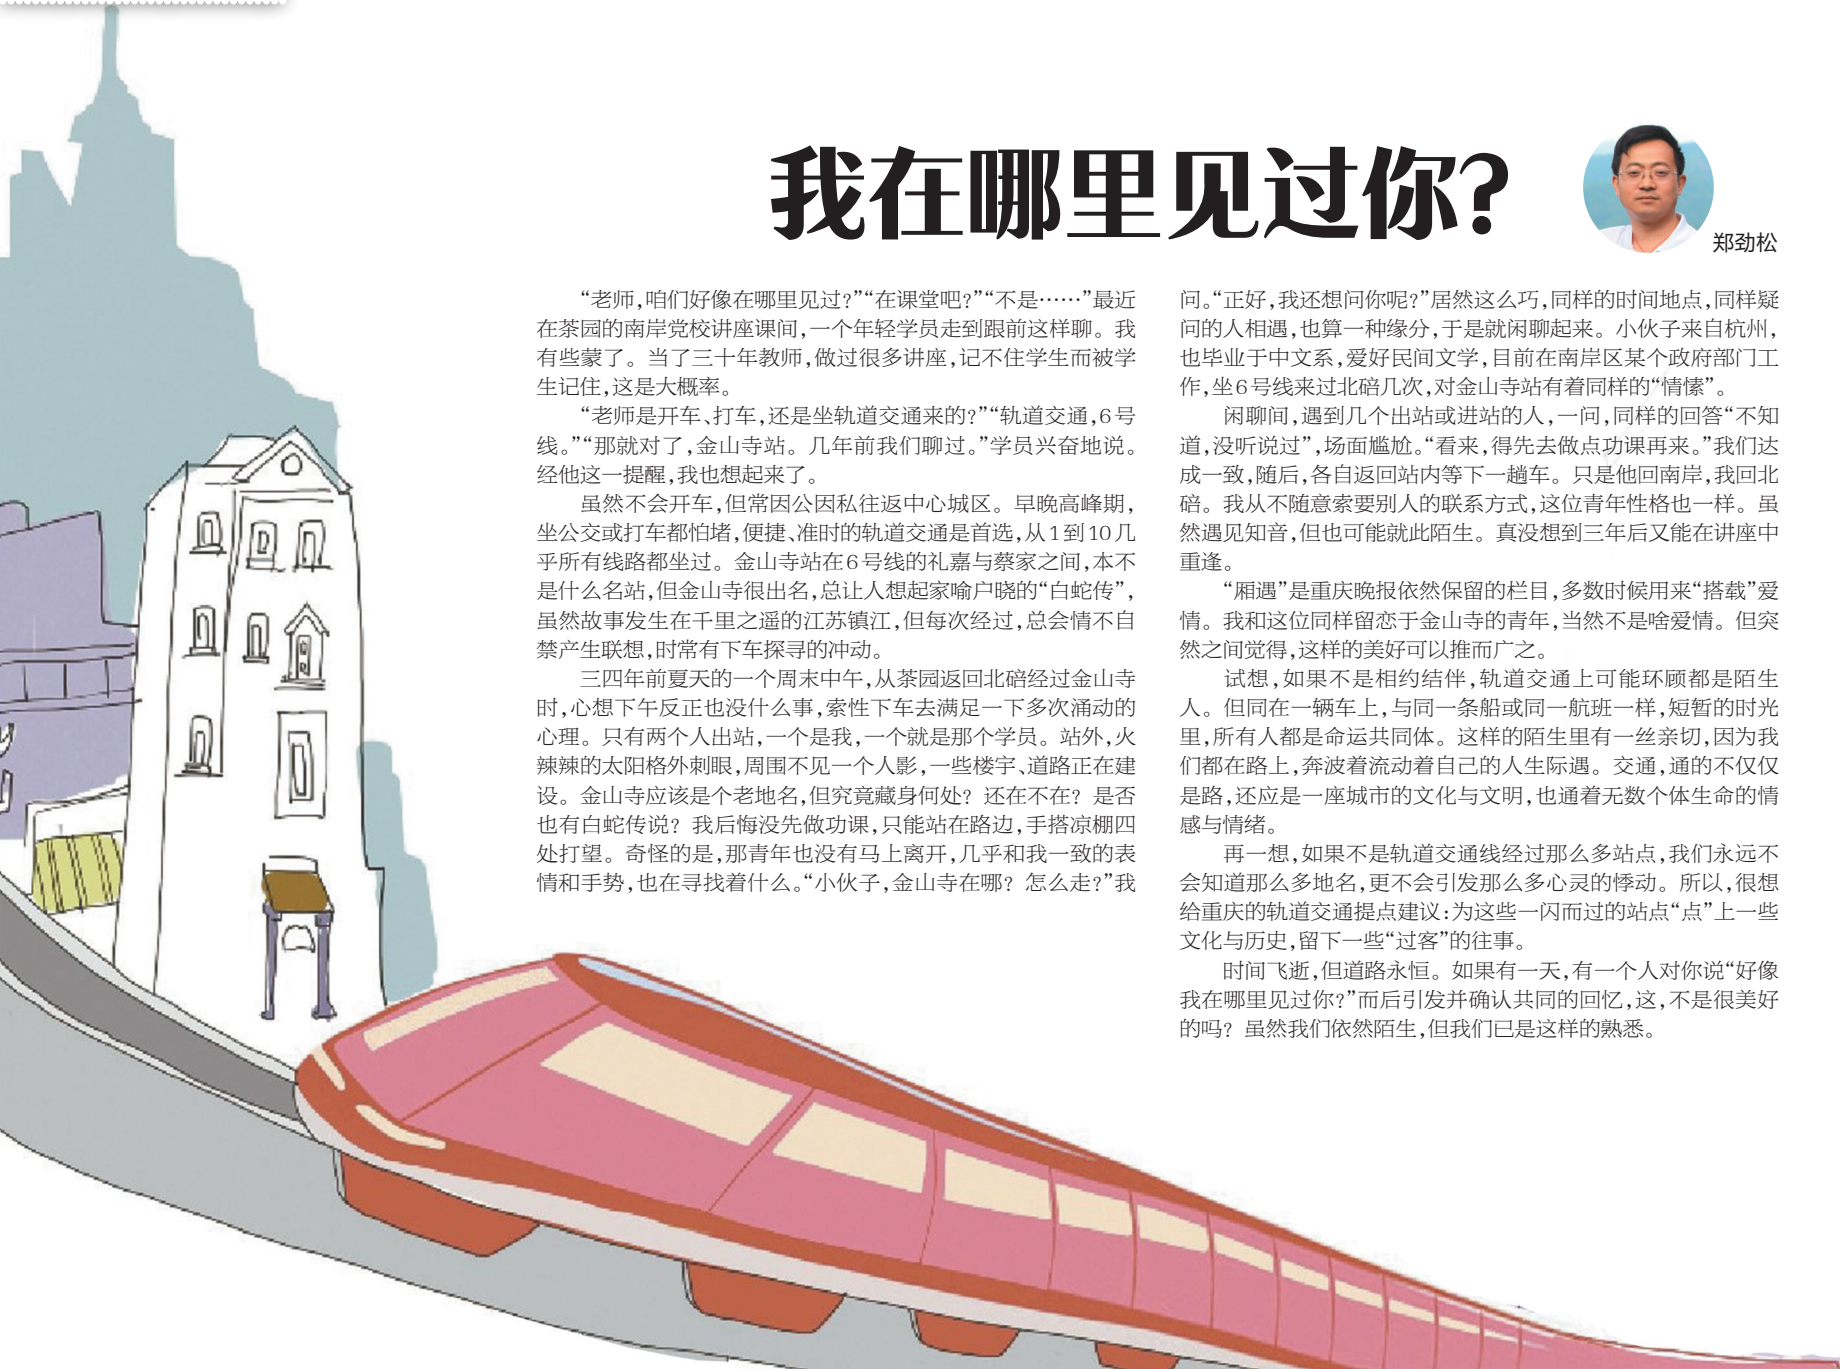 我在哪里见过你?
郑劲松
“老师,咱们好像在哪里见过?”“在课堂吧?”“不是……”最近
在茶园的南岸党校讲座课间,一个年轻学员走到跟前这样聊。我
有些蒙了。当了三十年教师,做过很多讲座,记不住学生而被学
生记住,这是大概率。
“老师是开车、打车,还是坐轨道交通来的?”“轨道交通,6号
线。”“那就对了,金山寺站。几年前我们聊过。”学员兴奋地说。
经他这一提醒,我也想起来了。
虽然不会开车,但常因公因私往返中心城区。早晚高峰期,
坐公交或打车都怕堵,便捷、准时的轨道交通是首选,从1到10几
乎所有线路都坐过。金山寺站在6号线的礼嘉与蔡家之间,本不
是什么名站,但金山寺很出名,总让人想起家喻户晓的“白蛇传”,
虽然故事发生在千里之遥的江苏镇江,但每次经过,总会情不自
禁产生联想,时常有下车探寻的冲动。
三四年前夏天的一个周末中午,从茶园返回北碚经过金山寺
时,心想下午反正也没什么事,索性下车去满足一下多次涌动的
心理。只有两个人出站,一个是我,一个就是那个学员。站外,火
辣辣的太阳格外刺眼,周围不见一个人影,一些楼宇、道路正在建
设。金山寺应该是个老地名,但究竟藏身何处?还在不在?是否
也有白蛇传说?我后悔没先做功课,只能站在路边,手搭凉棚四
处打望。奇怪的是,那青年也没有马上离开,几乎和我一致的表
情和手势,也在寻找着什么。“小伙子,金山寺在哪?怎么走?”我
问。“正好,我还想问你呢?”居然这么巧,同样的时间地点,同样疑
问的人相遇,也算一种缘分,于是就闲聊起来。小伙子来自杭州,
也毕业于中文系,爱好民间文学,目前在南岸区某个政府部门工
作,坐6号线来过北碚几次,对金山寺站有着同样的“情愫”。
闲聊间,遇到几个出站或进站的人,一问,同样的回答“不知
道,没听说过”,场面尴尬。“看来,得先去做点功课再来。”我们达
成一致,随后,各自返回站内等下一趟车。只是他回南岸,我回北
碚。我从不随意索要别人的联系方式,这位青年性格也一样。虽
然遇见知音,但也可能就此陌生。真没想到三年后又能在讲座中
重逢。
“厢遇”是重庆晚报依然保留的栏目,多数时候用来“搭载”爱
情。我和这位同样留恋于金山寺的青年,当然不是啥爱情。但突
然之间觉得,这样的美好可以推而广之。
试想,如果不是相约结伴,轨道交通上可能环顾都是陌生
人。但同在一辆车上,与同一条船或同一航班一样,短暂的时光
里,所有人都是命运共同体。这样的陌生里有一丝亲切,因为我
们都在路上,奔波着流动着自己的人生际遇。交通,通的不仅仅
是路,还应是一座城市的文化与文明,也通着无数个体生命的情
感与情绪。
再一想,如果不是轨道交通线经过那么多站点,我们永远不
会知道那么多地名,更不会引发那么多心灵的悸动。所以,很想
给重庆的轨道交通提点建议:为这些一闪而过的站点“点”上一些
文化与历史,留下一些“过客”的往事。
时间飞逝,但道路永恒。如果有一天,有一个人对你说“好像
我在哪里见过你?”而后引发并确认共同的回忆,这,不是很美好
的吗?虽然我们依然陌生,但我们已是这样的熟悉。